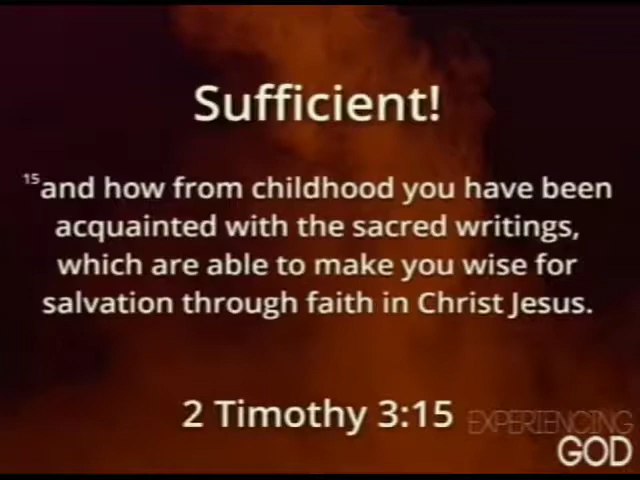 Sufficient!
15and how from childhood you have been
acquainted with the sacred writings,
which are able to make you wise for
salvation through faith in Christ Jesus.
2 Timothy 3:15
EXPERIENCING
GOD